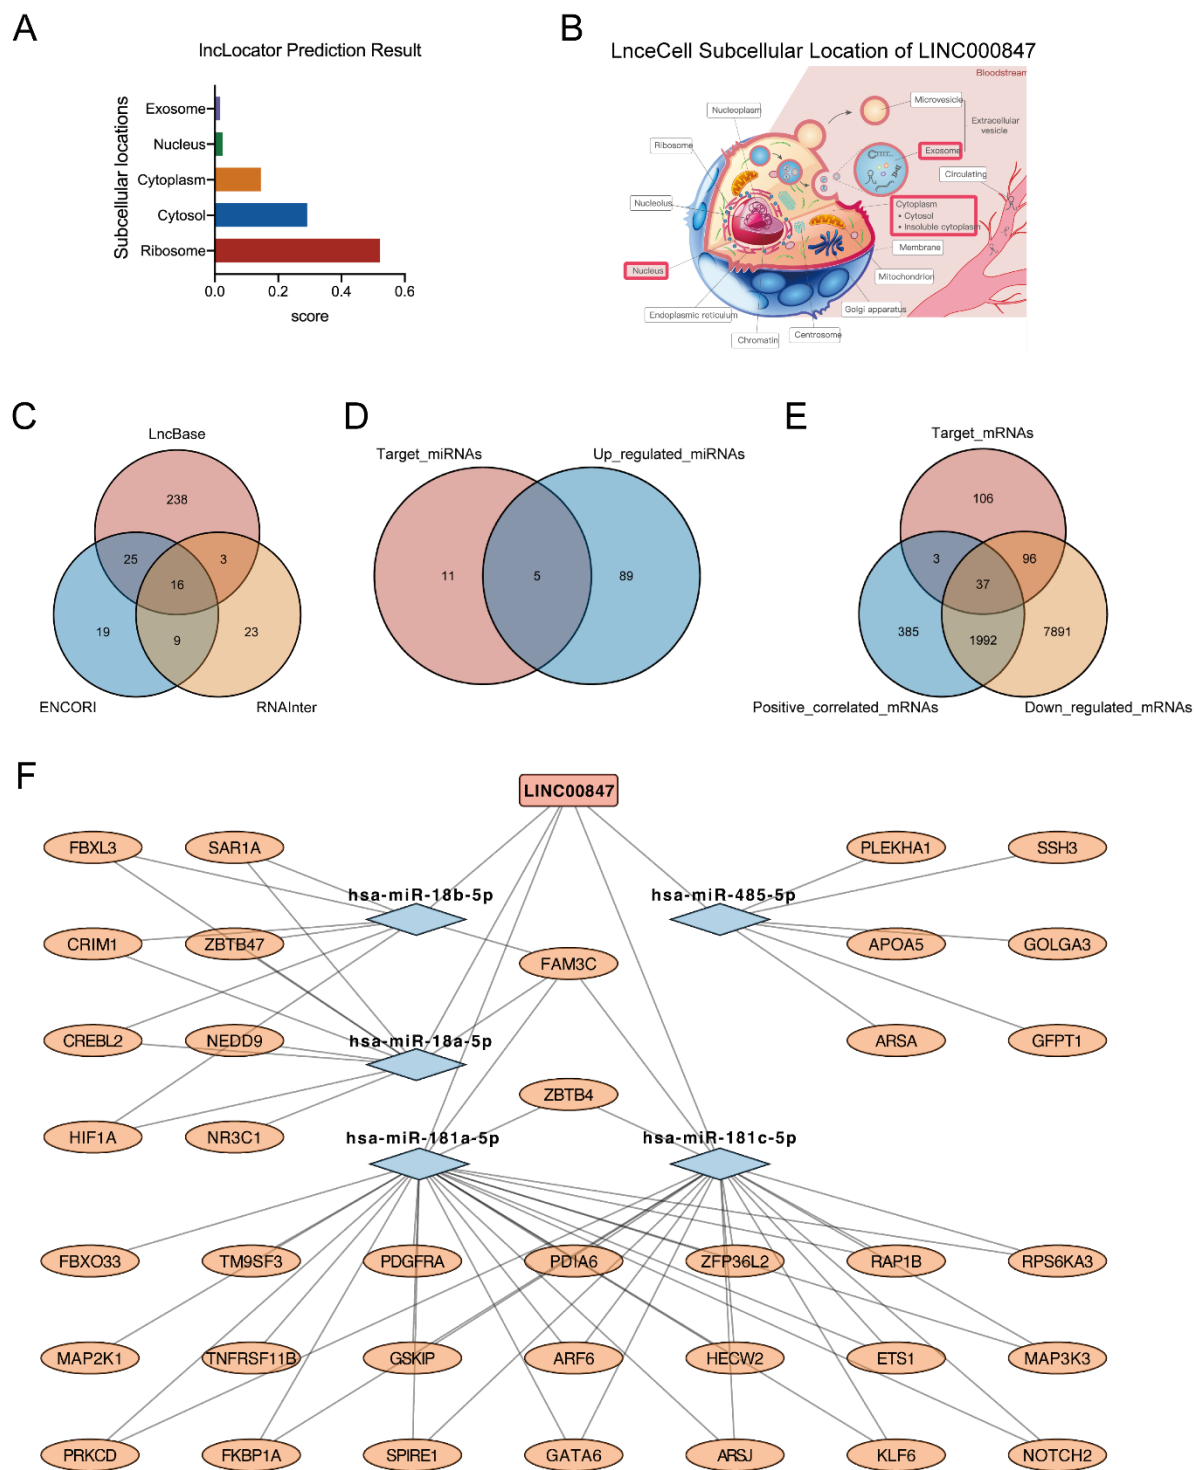 A
lncLocator Prediction Result
Subcellular locations
Exosome
Nucleus
Cytoplasm
Cytosol
Ribosome
0.0 0.2 0.4 0.6
score
B
LnceCell Subcellular Location of LINC000847
Bloodstream
Nucleoplasm
Microvesicle
Extracellular
vesicle
Ribosome
Exosome
Circulating
Nucleolus
Cytoplasm
• Cytosol
• Insoluble cytoplasm
Membrane
Nucleus
Mitochondrion
Endoplasmic reticulum
Golgi apparatus
Centrosome
Chromatin
C
LncBase
238
25
3
16
19
9
23
ENCORI
RNAInter
D
Target_miRNAs
Up_regulated_miRNAs
11
5
89
E
Target_mRNAs
106
3
96
37
385
1992
7891
Positive_correlated_mRNAs
Down_regulated_mRNAs
F
LINC00847
FBXL3
SAR1A
PLEKHA1
SSH3
hsa-miR-18b-5p
hsa-miR-485-5p
CRIM1
ZBTB47
FAM3C
APOA5
GOLGA3
CREBL2
NEDD9
hsa-miR-18a-5p
ARSA
GFPT1
ZBTB4
HIF1A
NR3C1
hsa-miR-181a-5p
hsa-miR-181c-5p
FBXO33
TM9SF3
PDGFRA
PDIA6
ZFP36L2
RAP1B
RPS6KA3
MAP2K1
TNFRSF11B
GSKIP
ARF6
HECW2
ETS1
MAP3K3
PRKCD
FKBP1A
SPIRE1
GATA6
ARSJ
KLF6
NOTCH2